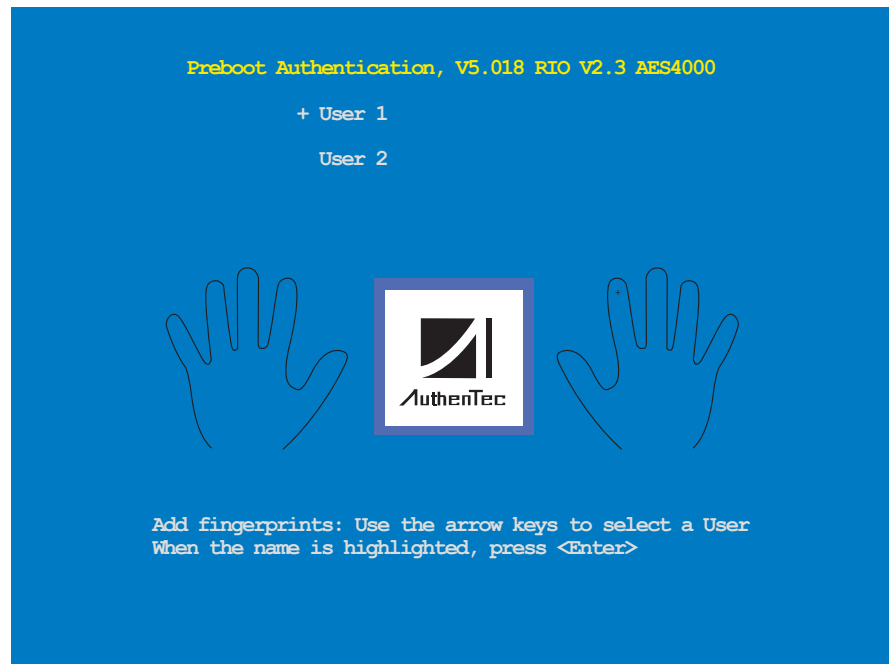 Preboot Authentication, V5.018 RIO V2.3 AES4000
+ User 1
User 2
+
AuthenTec
Add fingerprints: Use the arrow keys to select a User
When the name is highlighted, press <Enter>